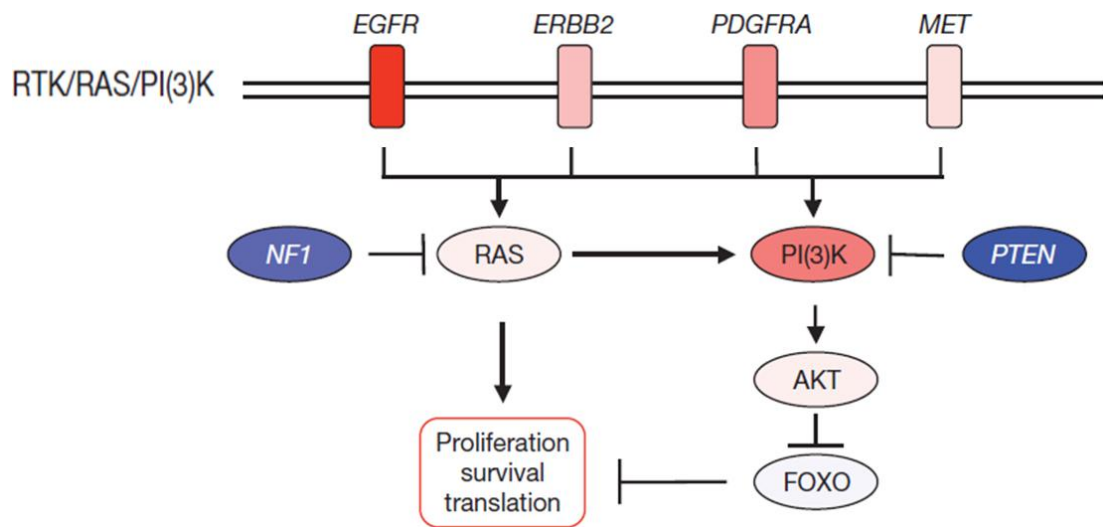 EGFR ERBB2 PDGFRA MET
RTK/RAS/PI(3)K
NF1 RAS PI(3)K PTEN
AKT
Proliferation
survival
translation
FOXO